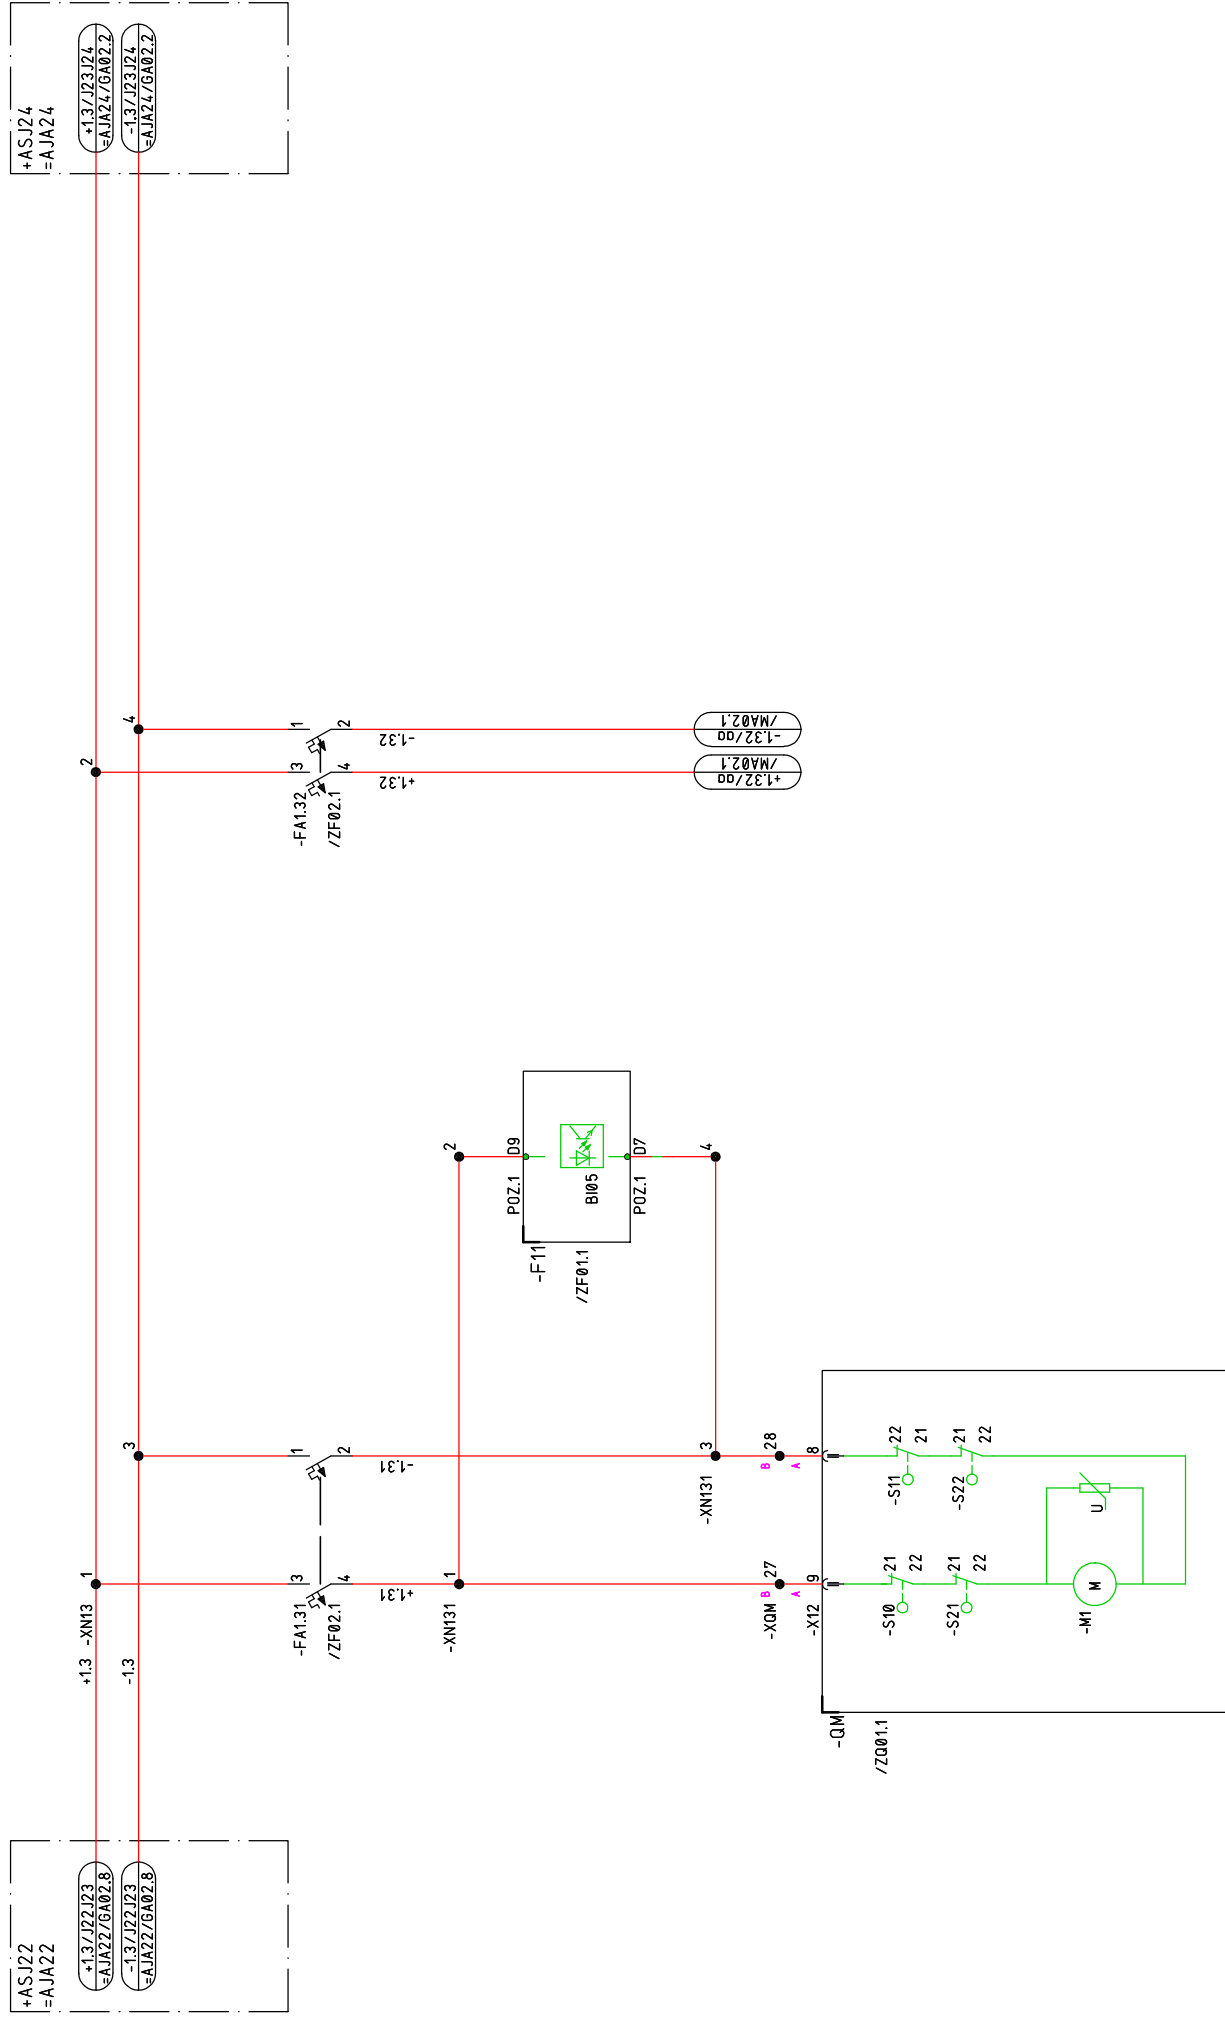 +ASJ22
=AJA22
+1.3/J22J23
=AJA22/GA02.8
-1.3/J22J23
=AJA22/GA02.8
+1.3
-XN13
1
2
-1.3
3
4
+ASJ24
=AJA24
+1.3/J23J24
=AJA24/GA02.2
-1.3/J23J24
=AJA24/GA02.2
-FA1.31
/ZF02.1
3
4
1
2
+1.31
-1.31
-FA1.32
/ZF02.1
3
4
1
2
+1.32
-1.32
-XN131
1
2
-F11
/ZF01.1
POZ.1
D9
BI05
POZ.1
D7
-XN131
3
4
+1.32/aa
/MA02.1
-1.32/aa
/MA02.1
-XQM
27
28
B
A
B
A
-X12
9
8
-QM
/ZQ01.1
-S10
21
22
-S11
22
21
-S21
21
22
-S22
21
22
-M1
M
U